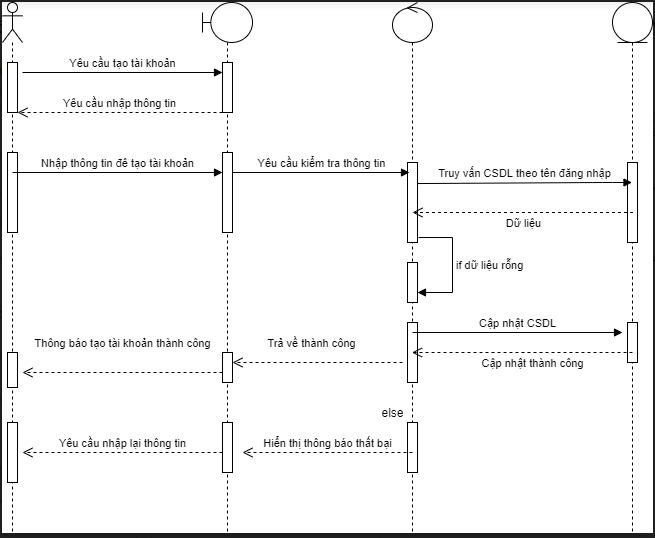 Yêu cầu tạo tài khoản
Yêu cầu nhập thông tin
Nhập thông tin đê tạo tài khoản
Yêu cầu kiểm tra thông tin
Truy vấn CSDL theo tên đăng nhập
Dữ liệu
if dữ liệu rỗng
Cập nhật CSDL
Thông báo tạo tài khoản thành công
Trả về thành công
Cập nhật thành công
else
Yêu cầu nhập lại thông tin
Hiển thị thông báo thất bại